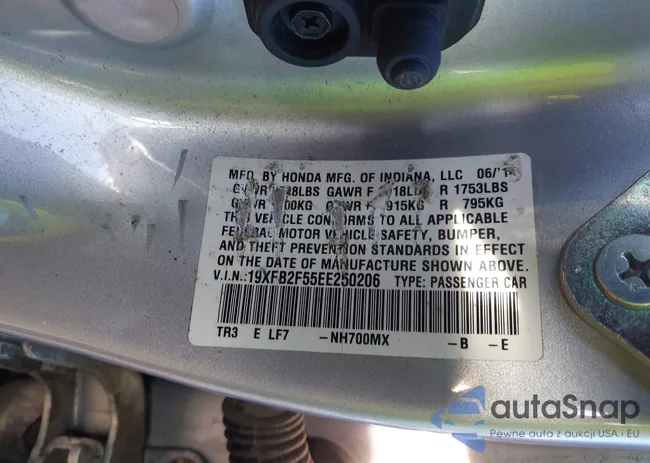 MFD. BY HONDA MFG. OF INDIANA, LLC 06/1
GAWR F R 1753LBS
R 795KG
VEHICLE CONFORMS TO ALL APPLICABLE
FEDERAL MOTOR VEHICLE SAFETY, BUMPER,
AND THEFT PREVENTION STANDARDS IN EFFECT
ON THE DATE OF MANUFACTURE SHOWN ABOVE.
V.I.N.:19XFB2F55EE250206 TYPE: PASSENGER CAR
TR3 E LF7 -NH700MX -B -E
autoSnap
Pewne auta z aukcji USA i EU